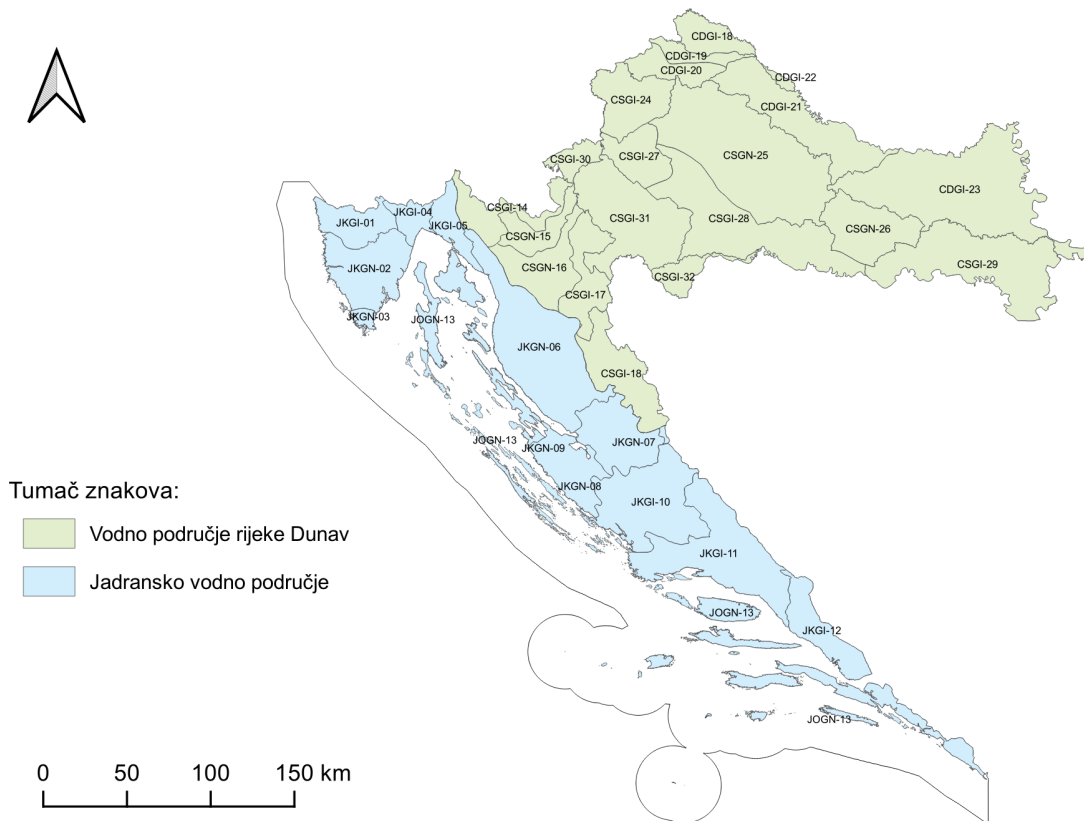 CDGI-18
CDGI-19
CDGI-20
CDGI-22
CSGI-24
CDGI-21
CSGI-30
CSGI-27
CSGN-25
CDGI-23
CSGI-14
JKGI-04
JKGI-01
JKGI-05
CSGI-31
CSGI-28
CSGN-26
CSGN-15
JKGN-02
CSGN-16
CSGI-32
CSGI-29
CSGI-17
JKGN-03
JOGN-13
JKGN-06
CSGI-18
JOGN-13
JKGN-07
JKGN-09
JKGN-08
JKGI-10
JKGI-11
JOGN-13
JKGI-12
JOGN-13
Tumač znakova:
Vodno područje rijeke Dunav
Jadransko vodno područje
0 50 100 150 km